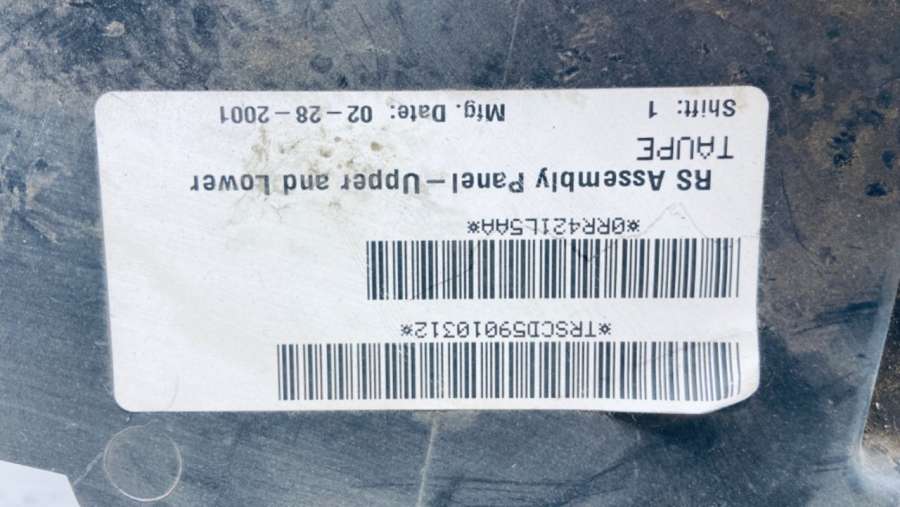 *TRSCD59010312*
*0RR421L5AA*
RS Assembly Panel-Upper and Lower
TAUPE
Shift: 1 Mfg. Date: 02-28-2001